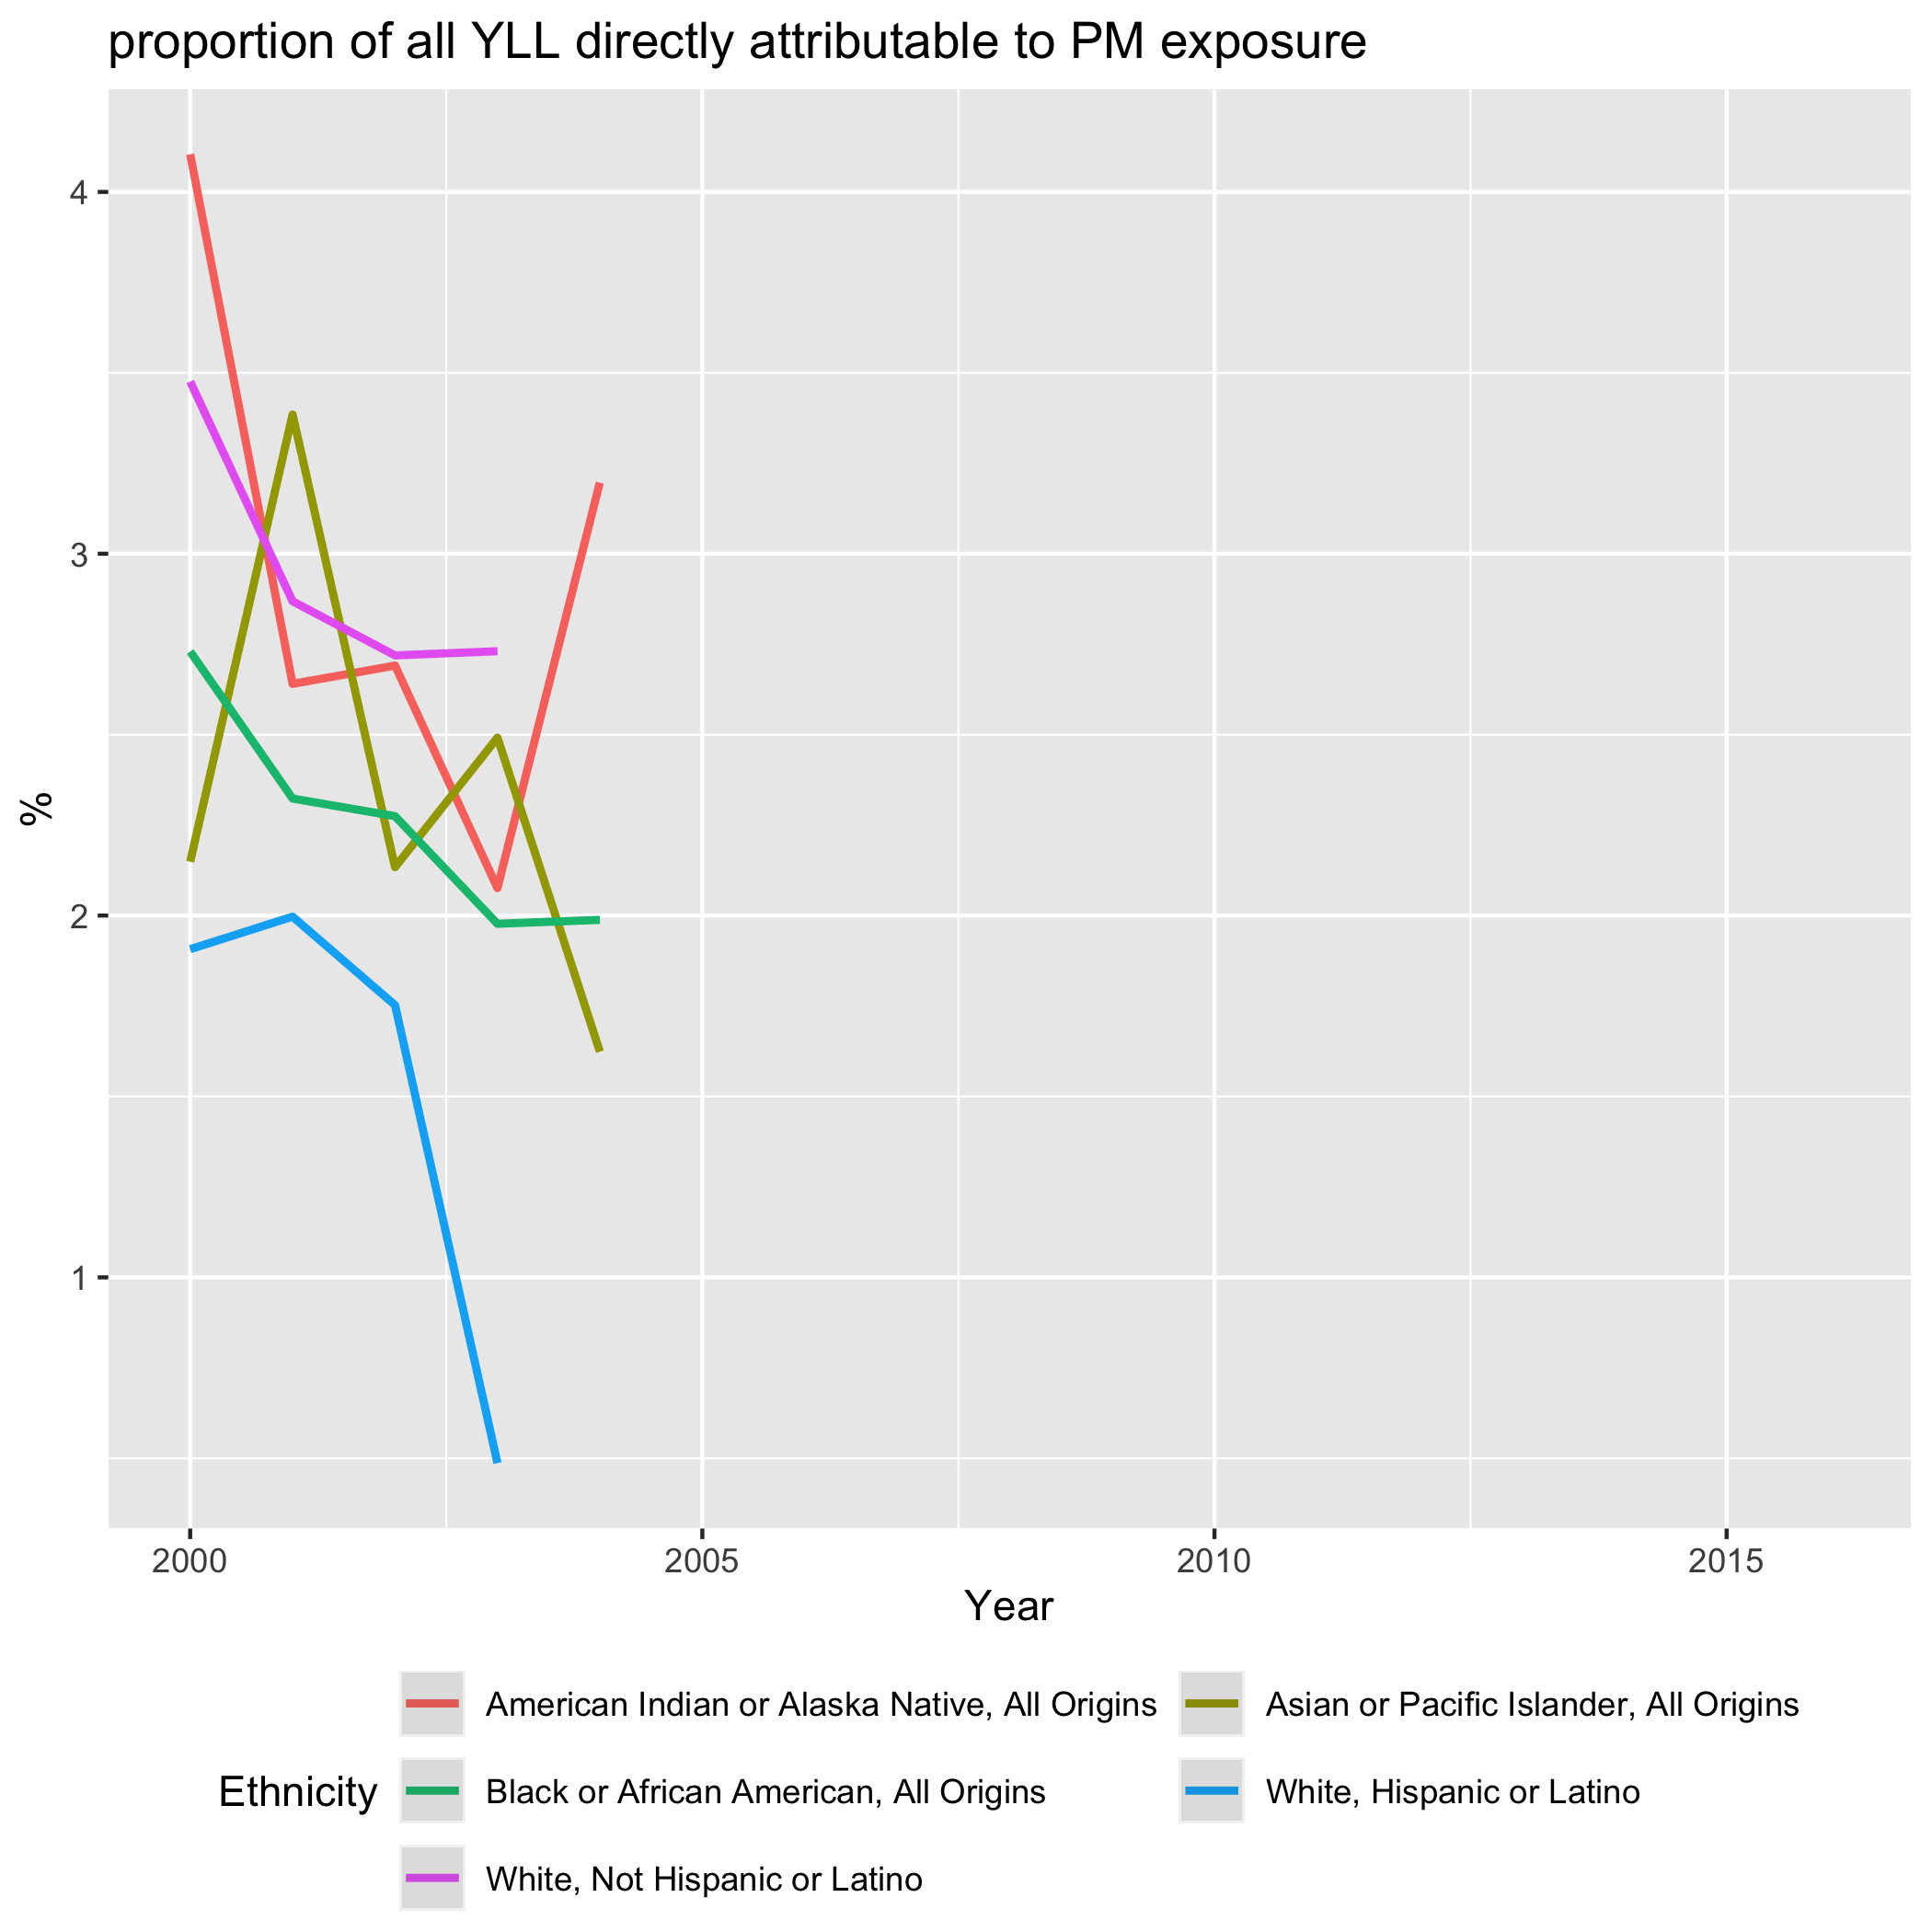 proportion of all YLL directly attributable to PM exposure
4
3
2
1
%
2000 2005 2010 2015
Year
Ethnicity
American Indian or Alaska Native, All Origins
Asian or Pacific Islander, All Origins
Black or African American, All Origins
White, Hispanic or Latino
White, Not Hispanic or Latino